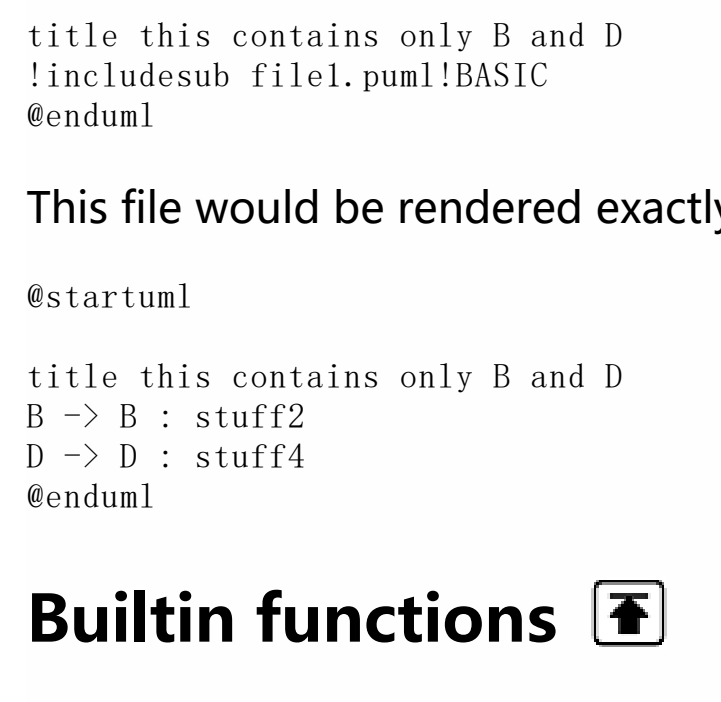 title this contains only B and D
!includesub file1.puml!BASIC
@enduml
This file would be rendered exactly
@startuml
title this contains only B and D
B -> B : stuff2
D -> D : stuff4
@enduml
Builtin functions